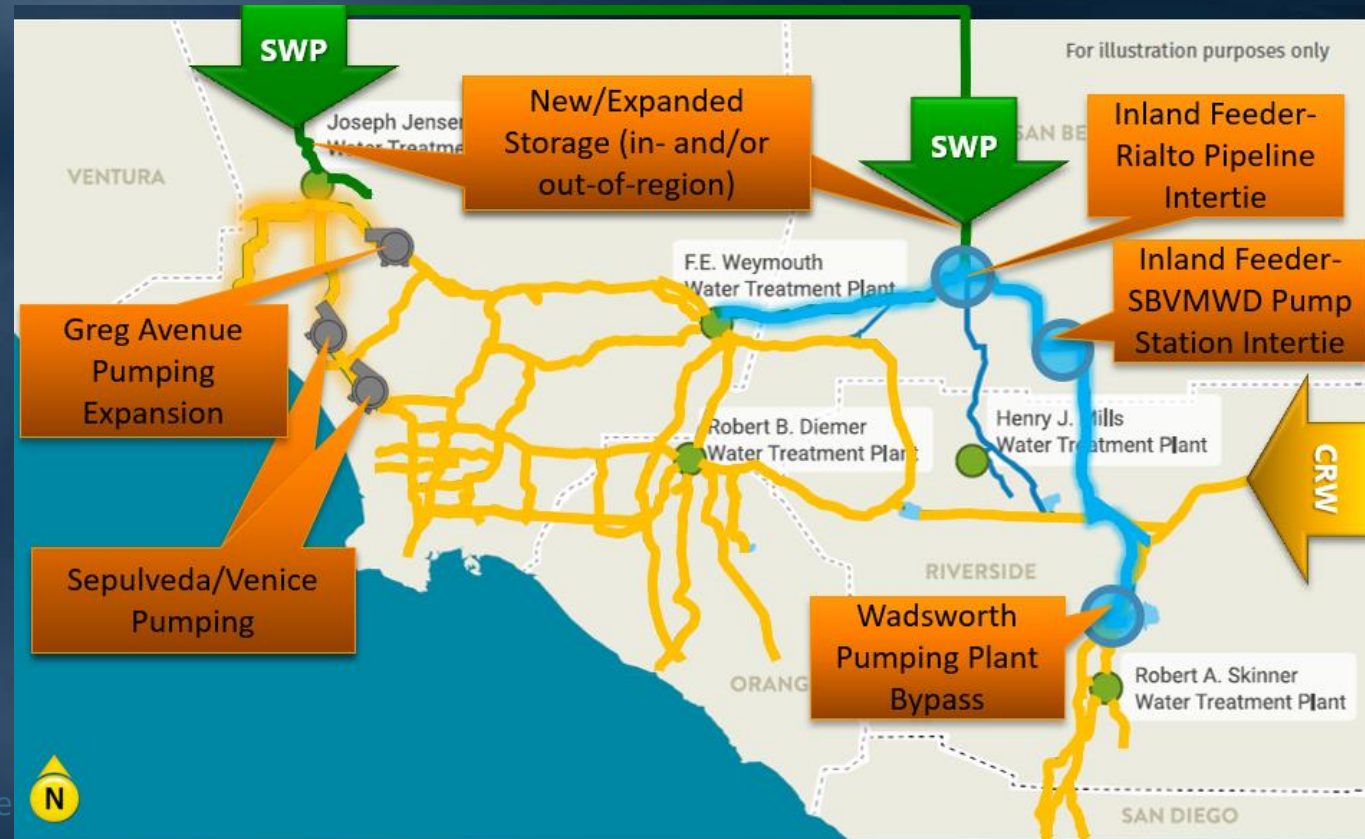 SWP
For illustration purposes only
New/Expanded
Storage (in- and/or
out-of-region)
Joseph Jensen
Water Treatment
SWP
SAN BE
Inland Feeder-
Rialto Pipeline
Intertie
VENTURA
F.E. Weymouth
Water Treatment Plant
Inland Feeder-
SBVMWD Pump
Station Intertie
Greg Avenue
Pumping
Expansion
Robert B. Diemer
Water Treatment Plant
Henry J. Mills
Water Treatment Plant
CRW
Sepulveda/Venice
Pumping
RIVERSIDE
Wadsworth
Pumping Plant
Bypass
ORANG
Robert A. Skinner
Water Treatment Plant
N
SAN DIEGO